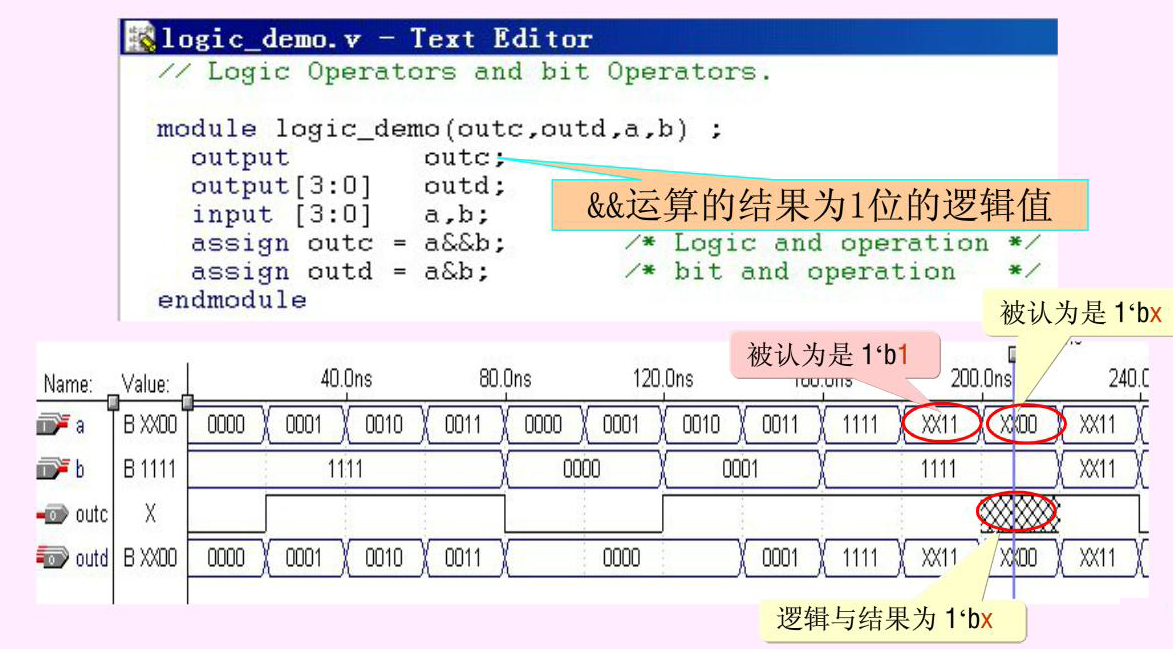 logic_demo.v - Text Editor
// Logic Operators and bit Operators.
module logic_demo(outc,outd,a,b) ;
output outc;
output[3:0] outd;
input [3:0] a,b;
&&运算的结果为1位的逻辑值
assign outc = a&&b; /* Logic and operation */
assign outd = a&b; /* bit and operation */
endmodule
被认为是 1‘bx
被认为是 1‘b1
Name: Value: 40.0ns 80.0ns 120.0ns 160.0ns 200.0ns 240.0
a B XX00 0000 0001 0010 0011 0000 0001 0010 0011 1111 XX11 XX00 XX11
b B 1111 1111 0000 0001 1111 XX11
outc X
outd B XX00 0000 0001 0010 0011 0000 0001 1111 XX11 XX00 XX11
逻辑与结果为 1‘bx